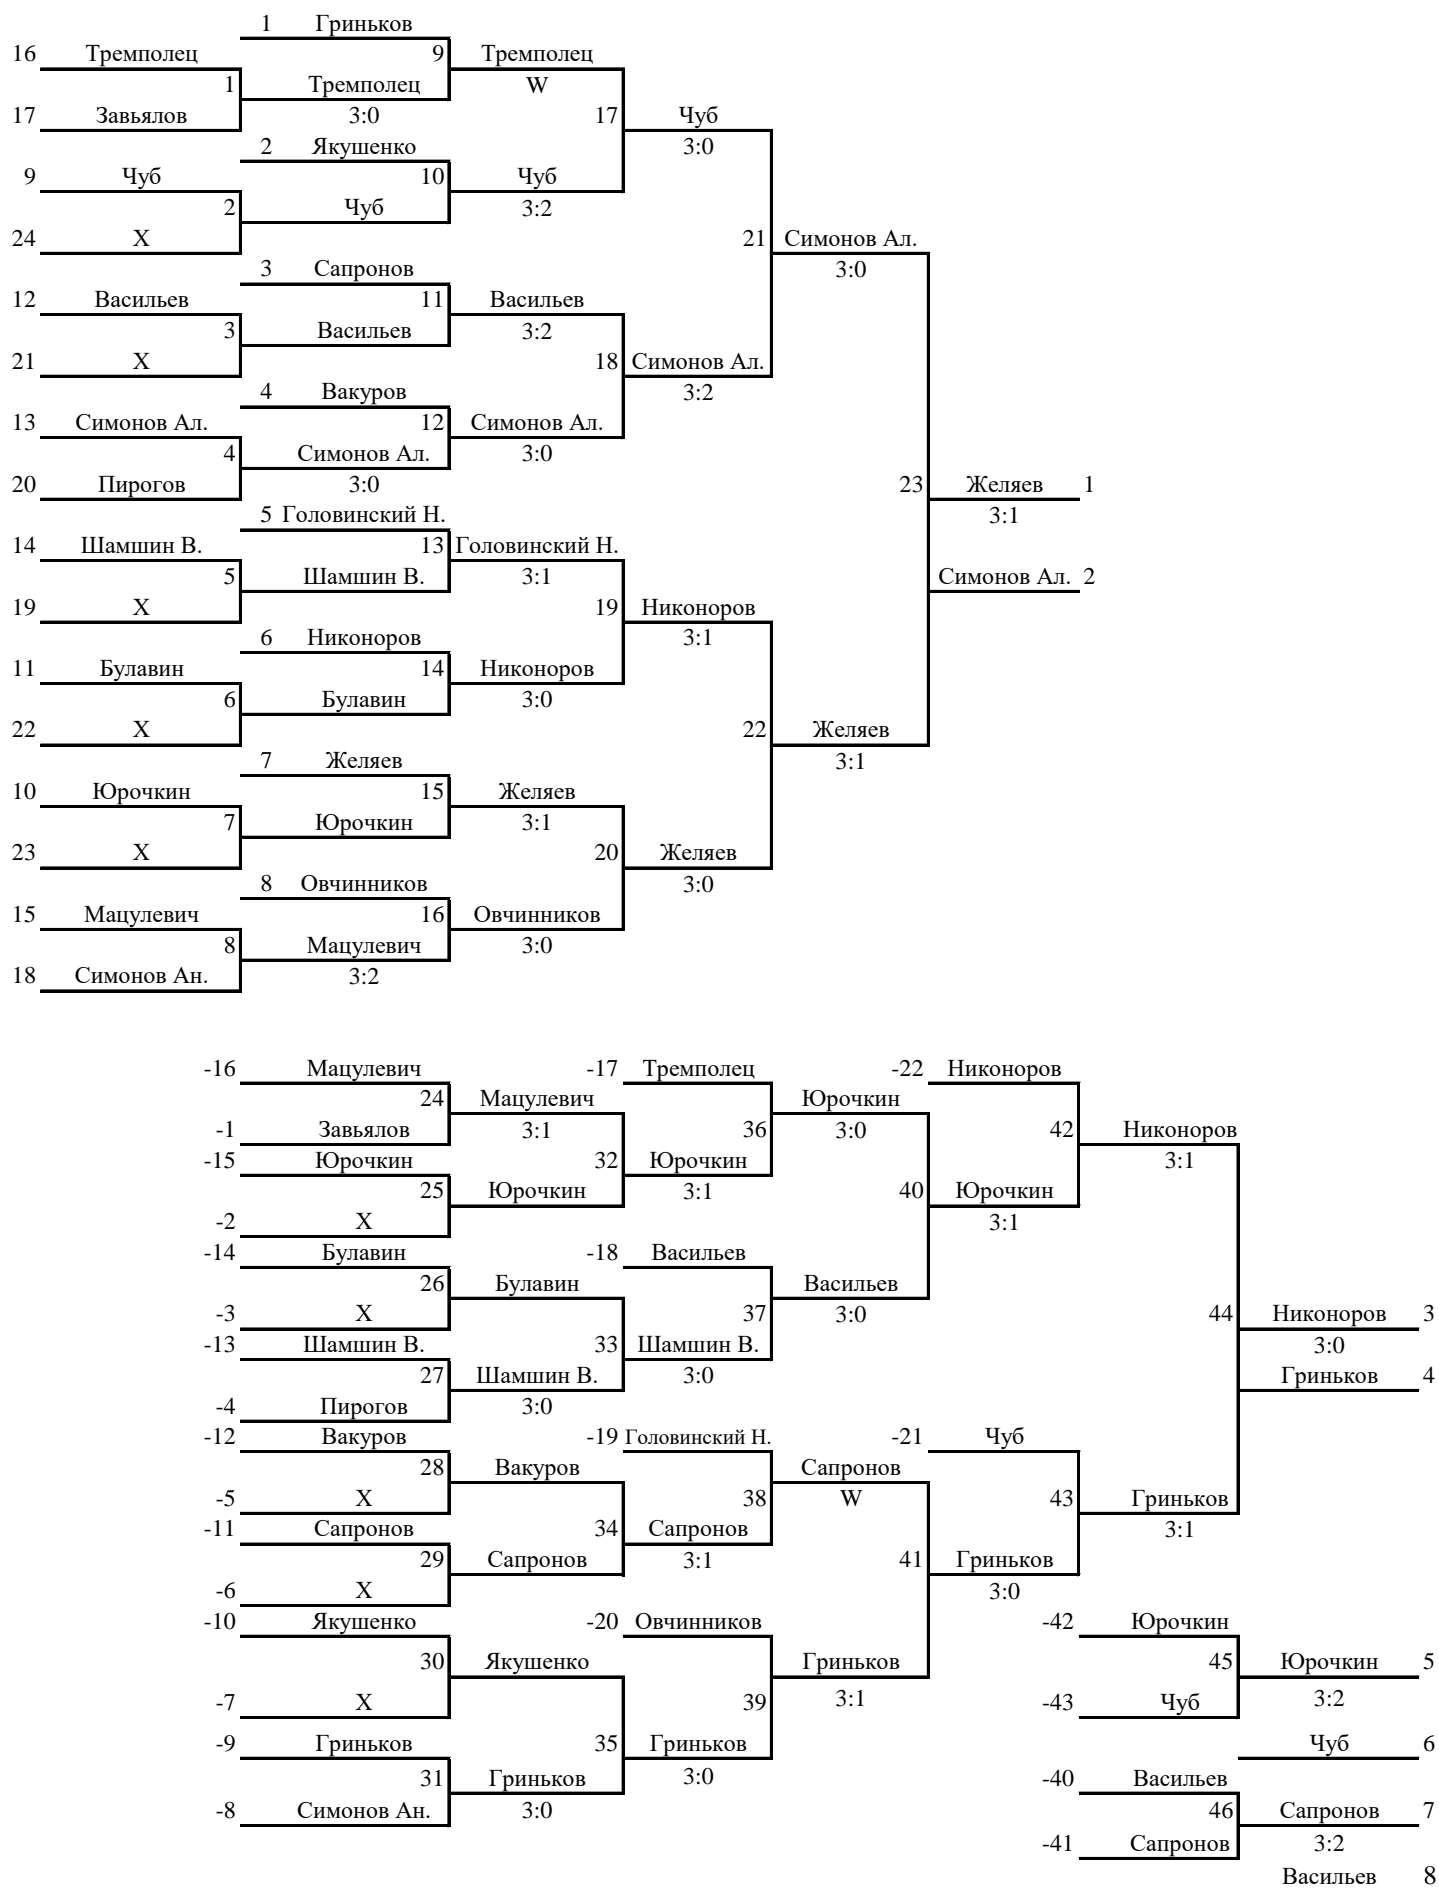 1 Гриньков
16 Тремполец 9 Тремполец
1 Тремполец W
17 Завьялов 3:0 17 Чуб
2 Якушенко 3:0
9 Чуб 10 Чуб
2 Чуб 3:2
24 X 21 Симонов Ал.
3 Сапронов 3:0
12 Васильев 11 Васильев
3 Васильев 3:2
21 X 18 Симонов Ал.
4 Вакуров 3:2
13 Симонов Ал. 12 Симонов Ал.
4 Симонов Ал. 3:0
20 Пирогов 3:0 23 Желяев 1
5 Головинский Н. 3:1
14 Шамшин В. 13 Головинский Н.
5 Шамшин В. 3:1 Симонов Ал. 2
19 X 19 Никоноров
6 Никоноров 3:1
11 Булавин 14 Никоноров
6 Булавин 3:0
22 X 22 Желяев
7 Желяев 3:1
10 Юрочкин 15 Желяев
7 Юрочкин 3:1
23 X 20 Желяев
8 Овчинников 3:0
15 Мацулевич 16 Овчинников
8 Мацулевич 3:0
18 Симонов Ан. 3:2
-16 Мацулевич -17 Тремполец -22 Никоноров
24 Мацулевич Юрочкин
-1 Завьялов 3:1 36 3:0 42 Никоноров
-15 Юрочкин 32 Юрочкин 3:1
25 Юрочкин 3:1 40 Юрочкин
-2 X 3:1
-14 Булавин -18 Васильев
26 Булавин Васильев
-3 X 37 3:0 44 Никоноров 3
-13 Шамшин В. 33 Шамшин В. 3:0
27 Шамшин В. 3:0 Гриньков 4
-4 Пирогов 3:0
-12 Вакуров -19 Головинский Н. -21 Чуб
28 Вакуров Сапронов
-5 X 38 W 43 Гриньков
-11 Сапронов 34 Сапронов 3:1
29 Сапронов 3:1 41 Гриньков
-6 X 3:0
-10 Якушенко -20 Овчинников -42 Юрочкин
30 Якушенко Гриньков 45 Юрочкин 5
-7 X 39 3:1 -43 Чуб 3:2
-9 Гриньков 35 Гриньков Чуб 6
31 Гриньков 3:0 -40 Васильев
-8 Симонов Ан. 3:0 46 Сапронов 7
-41 Сапронов 3:2
Васильев 8